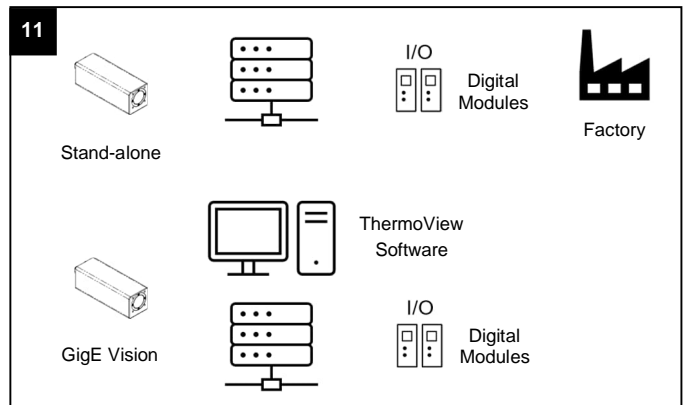 11
I/O
Digital
Modules
Factory
Stand-alone
ThermoView
Software
I/O
Digital
Modules
GigE Vision